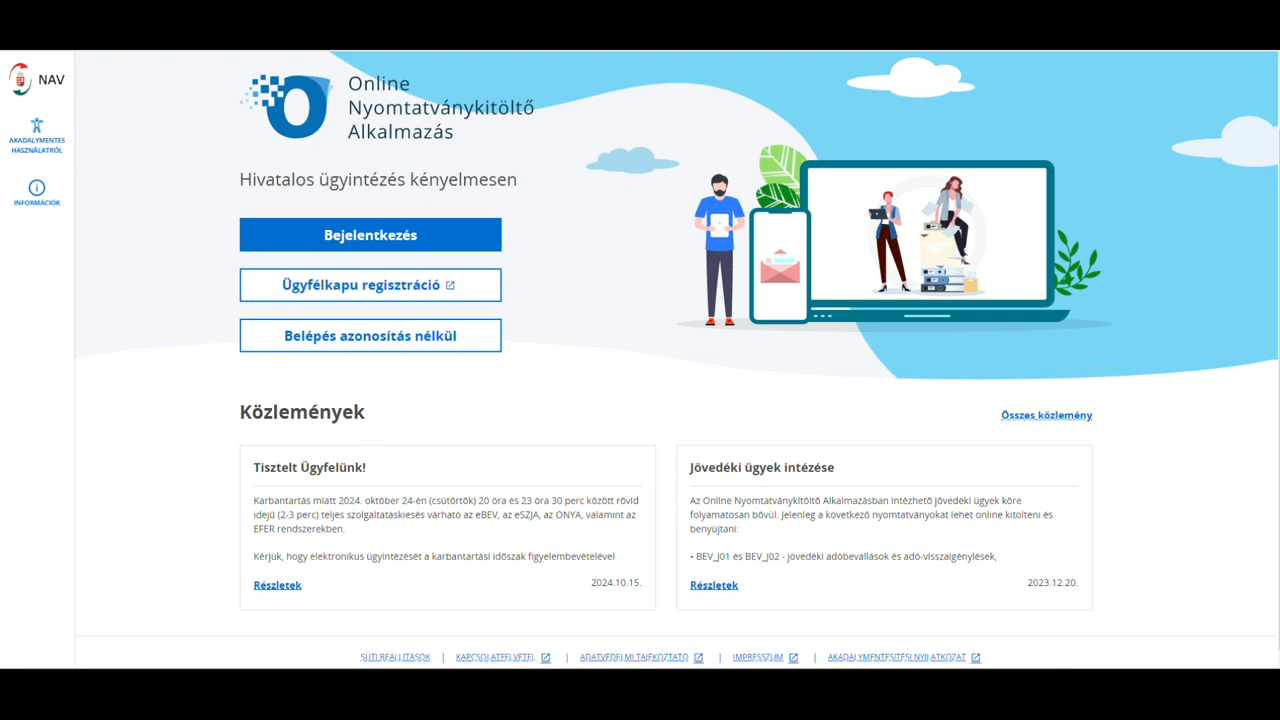 NAV
AKADÁLYMENTES
HASZNÁLATRÓL
INFORMÁCIÓK
Online
Nyomtatványkitöltő
Alkalmazás
Hivatalos ügyintézés kényelmesen
Bejelentkezés
Ügyfélkapu regisztráció
Belépés azonosítás nélkül
Közlemények
Összes közlemény
Tisztelt Ügyfelünk!
Karbantartás miatt 2024. október 24-én (csütörtök) 20 óra és 23 óra 30 perc között rövid
idejű (2-3 perc) teljes szolgáltatáskiesés várható az eBEV, az eSZJA, az ONYA, valamint az
EFER rendszerekben.
Kérjük, hogy elektronikus ügyintézését a karbantartási időszak figyelembevételével
Részletek
2024.10.15.
Jövedéki ügyek intézése
Az Online Nyomtatványkitöltő Alkalmazásban intézhető jövedéki ügyek köre
folyamatosan bővül. Jelenleg a következő nyomtatványokat lehet online kitölteni és
benyújtani:
• BEV_J01 és BEV_J02 - jövedéki adóbevallások és adó-visszaigénylések,
Részletek
2023.12.20.
SÜTI BEÁLLÍTÁSOK | KAPCSOLATFELVÉTEL | ADATVÉDELMI TÁJÉKOZTATÓ | IMPRESSZUM | AKADÁLYMENTESÍTÉSI NYILATKOZAT